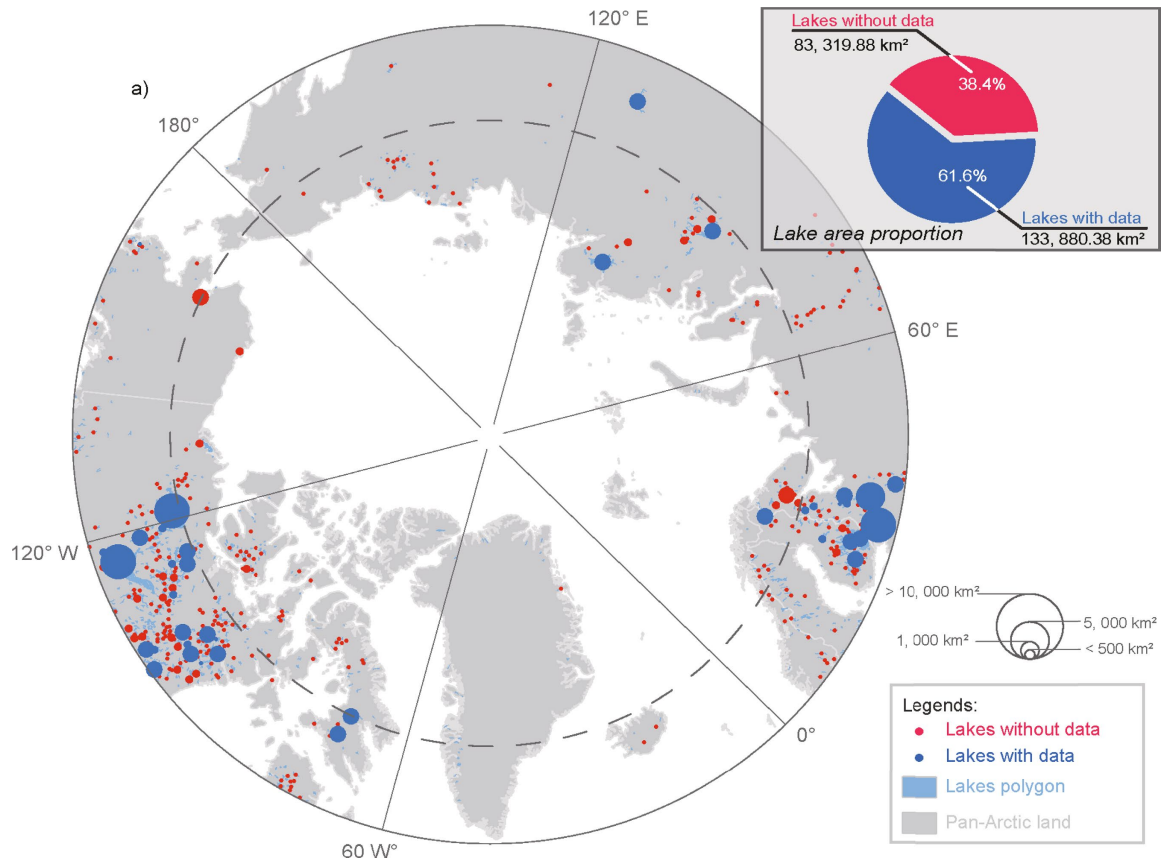 a)
120° E
180°
60° E
120° W
60 W°
0°
Lakes without data
83, 319.88 km²
38.4%
61.6%
Lakes with data
133, 880.38 km²
Lake area proportion
> 10, 000 km²
5, 000 km²
1, 000 km²
< 500 km²
Legends:
Lakes without data
Lakes with data
Lakes polygon
Pan-Arctic land